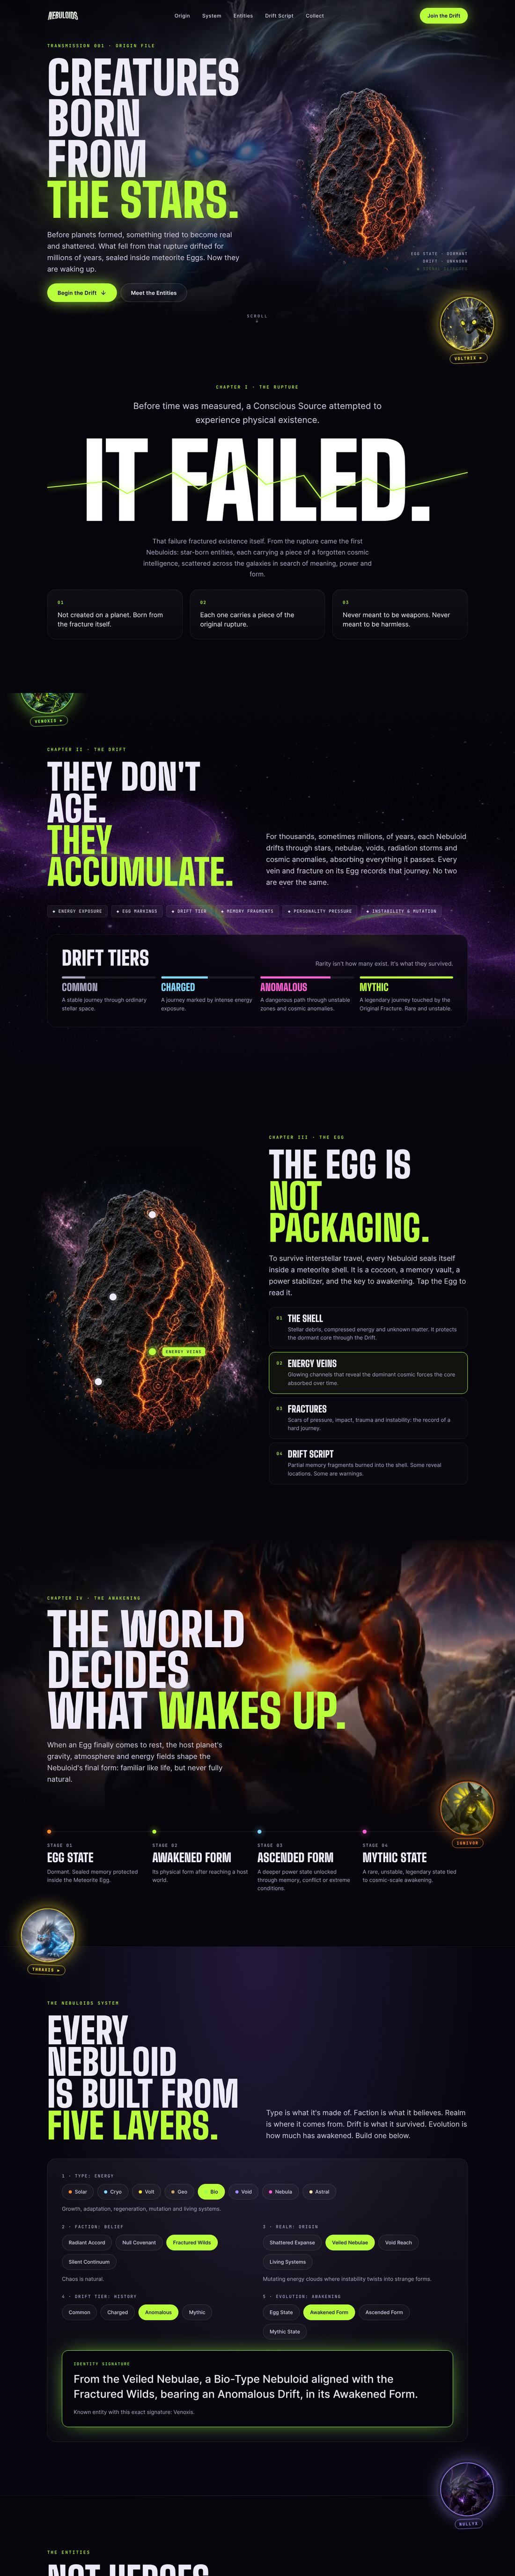 NEBULOIDS
Origin
System
Entities
Drift Script
Collect
Join the Drift
TRANSMISSION 001 · ORIGIN FILE
CREATURES
BORN
FROM
THE STARS.
Before planets formed, something tried to become real
and shattered. What fell from that rupture drifted for
millions of years, sealed inside meteorite Eggs. Now they
are waking up.
Begin the Drift ↓
Meet the Entities
EGG STATE · DORMANT
DRIFT · UNKNOWN
SCROLL
VALTRIX
CHAPTER I · THE RUPTURE
Before time was measured, a Conscious Source attempted to
experience physical existence.
IT FAILED.
That failure fractured existence itself. From the rupture came the first
Nebuloids: star-born entities, each carrying a piece of a forgotten cosmic
intelligence, scattered across the galaxies in search of meaning, power and
form.
01
Not created on a planet. Born from
the fracture itself.
02
Each one carries a piece of the
original rupture.
03
Never meant to be weapons. Never
meant to be harmless.
VENOXIS
CHAPTER II · THE DRIFT
THEY DON'T
AGE.
THEY
ACCUMULATE.
For thousands, sometimes millions, of years, each Nebuloid
drifts through stars, nebulae, voids, radiation storms and
cosmic anomalies, absorbing everything it passes. Every
vein and fracture on its Egg records that journey. No two
are ever the same.
◆ ENERGY EXPOSURE
◆ EGG MARKINGS
◆ DRIFT TIER
◆ MEMORY FRAGMENTS
◆ PERSONALITY PRESSURE
◆ INSTABILITY & MUTATION
DRIFT TIERS
Rarity isn't how many exist. It's what they survived.
COMMON
A stable journey through ordinary
stellar space.
CHARGED
A journey marked by intense energy
exposure.
ANOMALOUS
A dangerous path through unstable
zones and cosmic anomalies.
MYTHIC
A legendary journey touched by the
Original Fracture. Rare and unstable.
CHAPTER III · THE EGG
THE EGG IS
NOT
PACKAGING.
To survive interstellar travel, every Nebuloid seals itself
inside a meteorite shell. It is a cocoon, a memory vault, a
power stabilizer, and the key to awakening. Tap the Egg to
read it.
ENERGY VEINS
01 THE SHELL
Stellar debris, compressed energy and unknown matter. It protects
the dormant core through the Drift.
02 ENERGY VEINS
Glowing channels that reveal the dominant cosmic forces the core
absorbed over time.
03 FRACTURES
Scars of pressure, impact, trauma and instability: the record of a
hard journey.
04 DRIFT SCRIPT
Partial memory fragments burned into the shell. Some reveal
locations. Some are warnings.
CHAPTER IV · THE AWAKENING
THE WORLD
DECIDES
WHAT WAKES UP.
When an Egg finally comes to rest, the host planet's
gravity, atmosphere and energy fields shape the
Nebuloid's final form: familiar like life, but never fully
natural.
IGNIVOR
STAGE 01
EGG STATE
Dormant. Sealed memory protected
inside the Meteorite Egg.
STAGE 02
AWAKENED FORM
Its physical form after reaching a host
world.
STAGE 03
ASCENDED FORM
A deeper power state unlocked
through memory, conflict or extreme
conditions.
STAGE 04
MYTHIC STATE
A rare, unstable, legendary state tied
to cosmic-scale awakening.
THRAXIS
THE NEBULOIDS SYSTEM
EVERY
NEBULOID
IS BUILT FROM
FIVE LAYERS.
Type is what it's made of. Faction is what it believes. Realm
is where it comes from. Drift is what it survived. Evolution is
how much has awakened. Build one below.
1 · TYPE: ENERGY
Solar
Cryo
Volt
Geo
Bio
Void
Nebula
Astral
Growth, adaptation, regeneration, mutation and living systems.
2 · FACTION: BELIEF
Radiant Accord
Null Covenant
Fractured Wilds
Silent Continuum
Chaos is natural.
3 · REALM: ORIGIN
Shattered Expanse
Veiled Nebulae
Void Reach
Living Systems
Mutating energy clouds where instability twists into strange forms.
4 · DRIFT TIER: HISTORY
Common
Charged
Anomalous
Mythic
5 · EVOLUTION: AWAKENING
Egg State
Awakened Form
Ascended Form
Mythic State
IDENTITY SIGNATURE
From the Veiled Nebulae, a Bio-Type Nebuloid aligned with the
Fractured Wilds, bearing an Anomalous Drift, in its Awakened Form.
Known entity with this exact signature: Venoxis.
NULLYX
THE ENTITIES
NOT HEROES